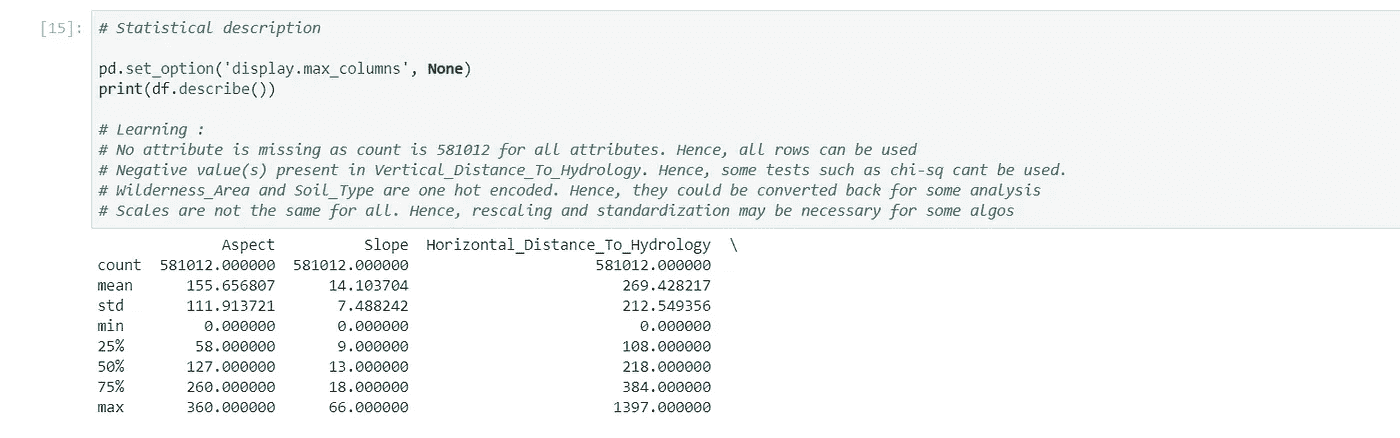 [15]: # Statistical description
pd.set_option('display.max_columns', None)
print(df.describe())
# Learning :
# No attribute is missing as count is 581012 for all attributes. Hence, all rows can be used
# Negative value(s) present in Vertical_Distance_To_Hydrology. Hence, some tests such as chi-sq cant be used.
# Wilderness_Area and Soil_Type are one hot encoded. Hence, they could be converted back for some analysis
# Scales are not the same for all. Hence, rescaling and standardization may be necessary for some algos
Aspect Slope Horizontal_Distance_To_Hydrology \
count 581012.000000 581012.000000 581012.000000
mean 155.656807 14.103704 269.428217
std 111.913721 7.488242 212.549356
min 0.000000 0.000000 0.000000
25% 58.000000 9.000000 108.000000
50% 127.000000 13.000000 218.000000
75% 260.000000 18.000000 384.000000
max 360.000000 66.000000 1397.000000